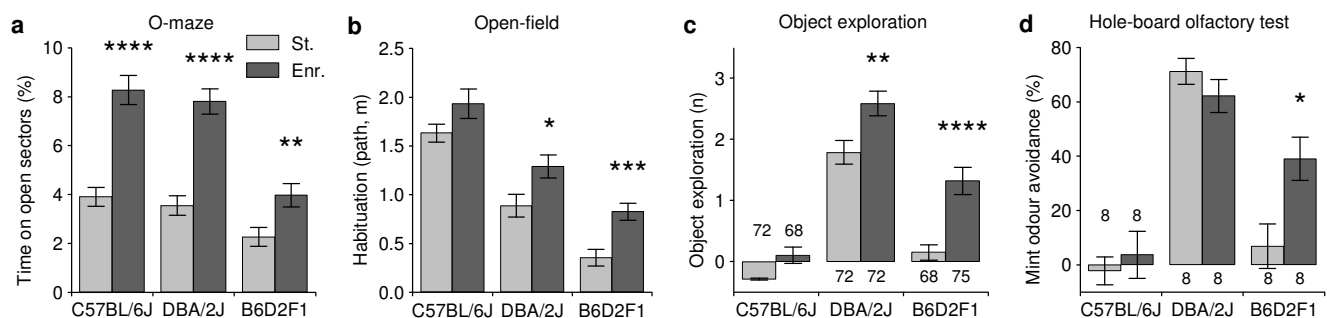 a
O-maze
Time on open sectors (%)
10
8
6
4
2
0
****
****
**
St.
Enr.
C57BL/6J
DBA/2J
B6D2F1
b
Open-field
Habituation (path, m)
2.5
2.0
1.5
1.0
0.5
0.0
*
***
C57BL/6J
DBA/2J
B6D2F1
c
Object exploration
Object exploration (n)
3
2
1
0
**
****
72 68
72 72
68 75
C57BL/6J
DBA/2J
B6D2F1
d
Hole-board olfactory test
Mint odour avoidance (%)
80
60
40
20
0
*
8 8
8 8
8 8
C57BL/6J
DBA/2J
B6D2F1